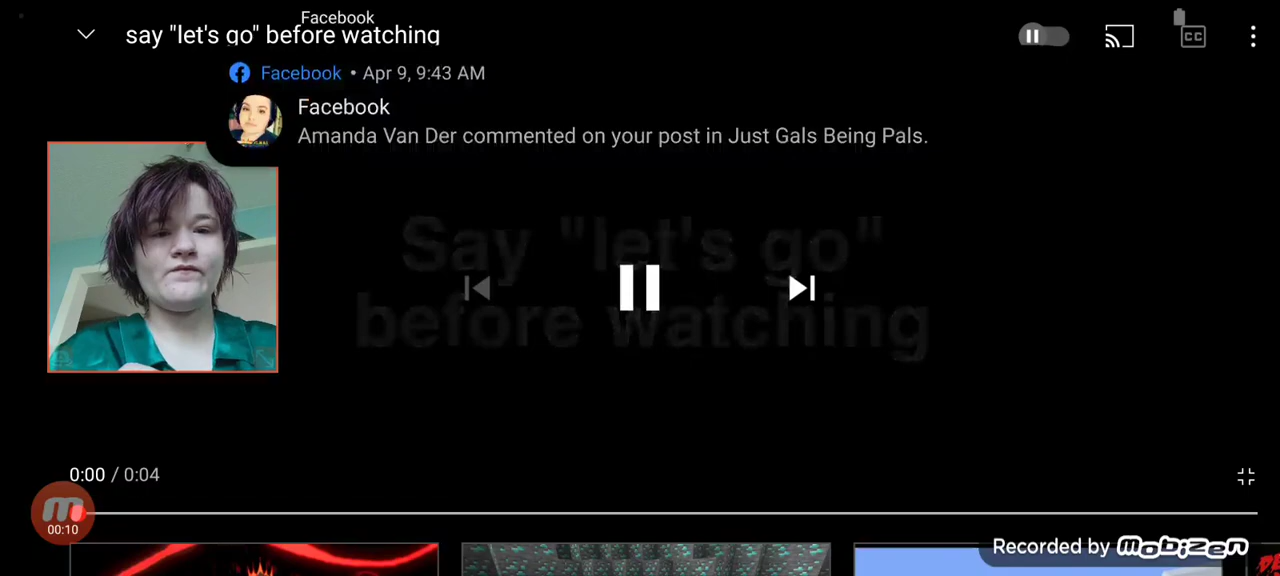 Facebook
say "let's go" before watching
CC
Facebook • Apr 9, 9:43 AM
Facebook
Amanda Van Der commented on your post in Just Gals Being Pals.
Say "let's go"
before watching
0:00 / 0:04
00:10
Recorded by mobizen